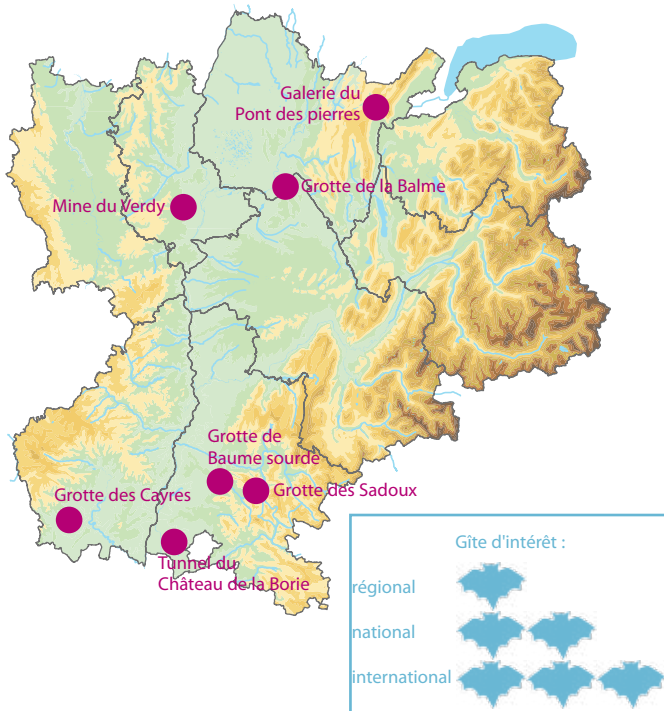 Galerie du
Pont des pierres
Grotte de la Balme
Mine du Verdy
Grotte de
Baume sourde
Grotte des Sadoux
Grotte des Cayres
Tunnel du
Château de la Borie
Gîte d'intérêt :
régional
national
international